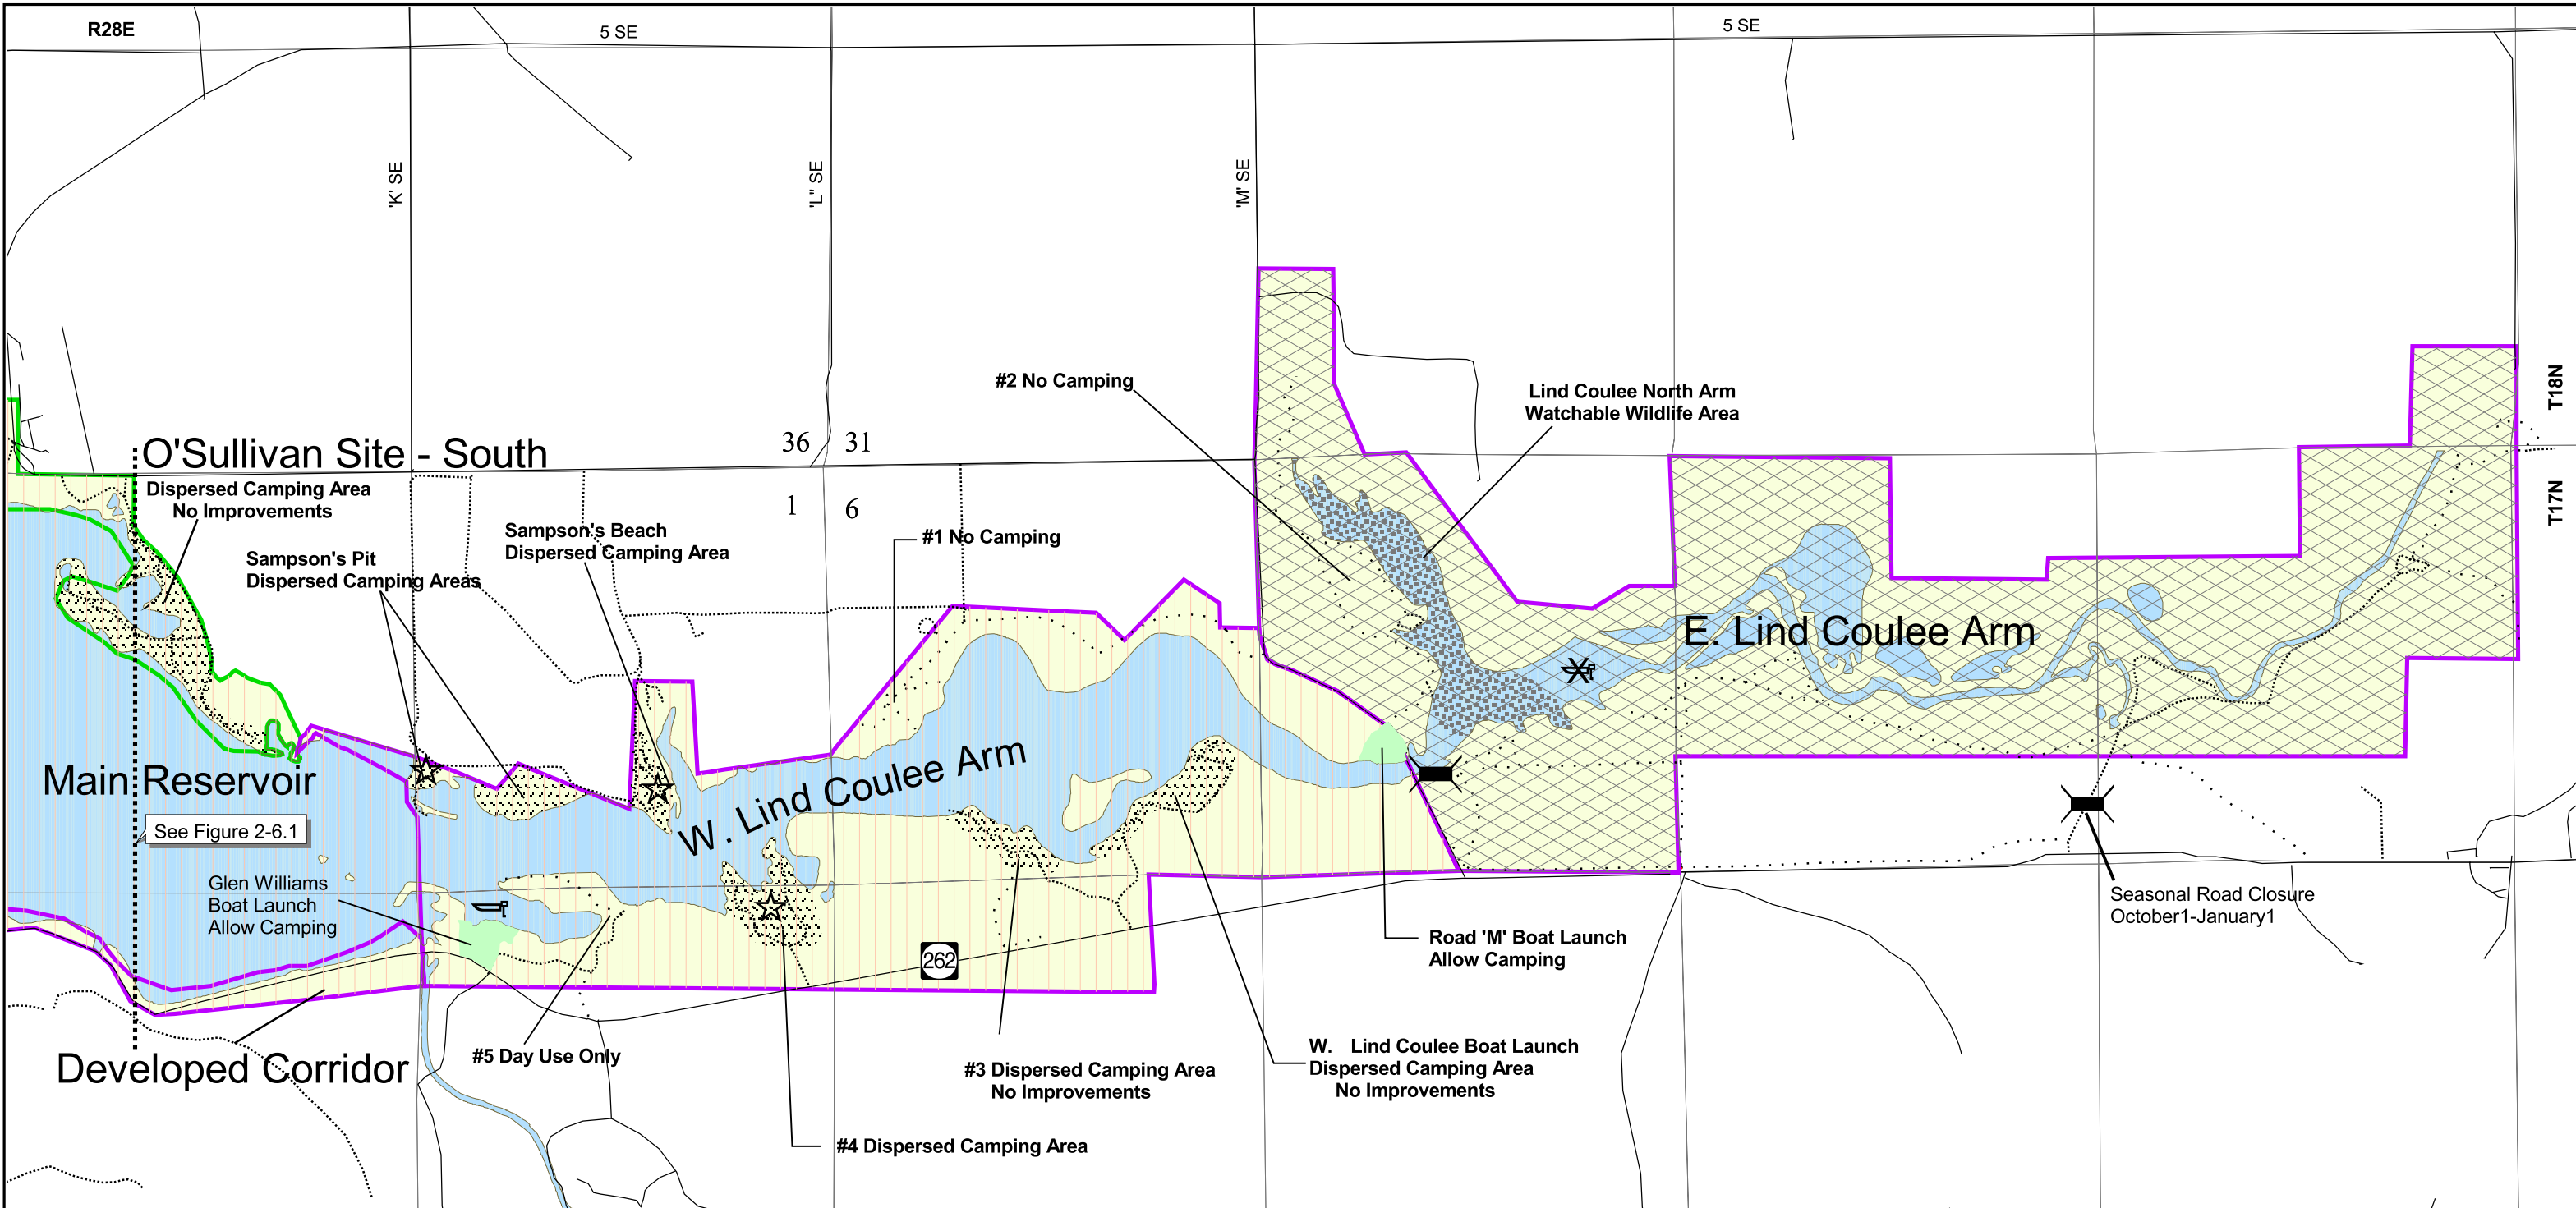 R28E
5 SE
5 SE
'K' SE
'L" SE
'M' SE
#2 No Camping
Lind Coulee North Arm
Watchable Wildlife Area
T18N
T17N
36
31
1
6
O'Sullivan Site - South
Dispersed Camping Area
No Improvements
Sampson's Pit
Dispersed Camping Areas
Sampson's Beach
Dispersed Camping Area
#1 No Camping
E. Lind Coulee Arm
Main Reservoir
W. Lind Coulee Arm
See Figure 2-6.1
Glen Williams
Boat Launch
Allow Camping
Seasonal Road Closure
October1-January1
Road 'M' Boat Launch
Allow Camping
262
Developed Corridor
#5 Day Use Only
#3 Dispersed Camping Area
No Improvements
W. Lind Coulee Boat Launch
Dispersed Camping Area
No Improvements
#4 Dispersed Camping Area